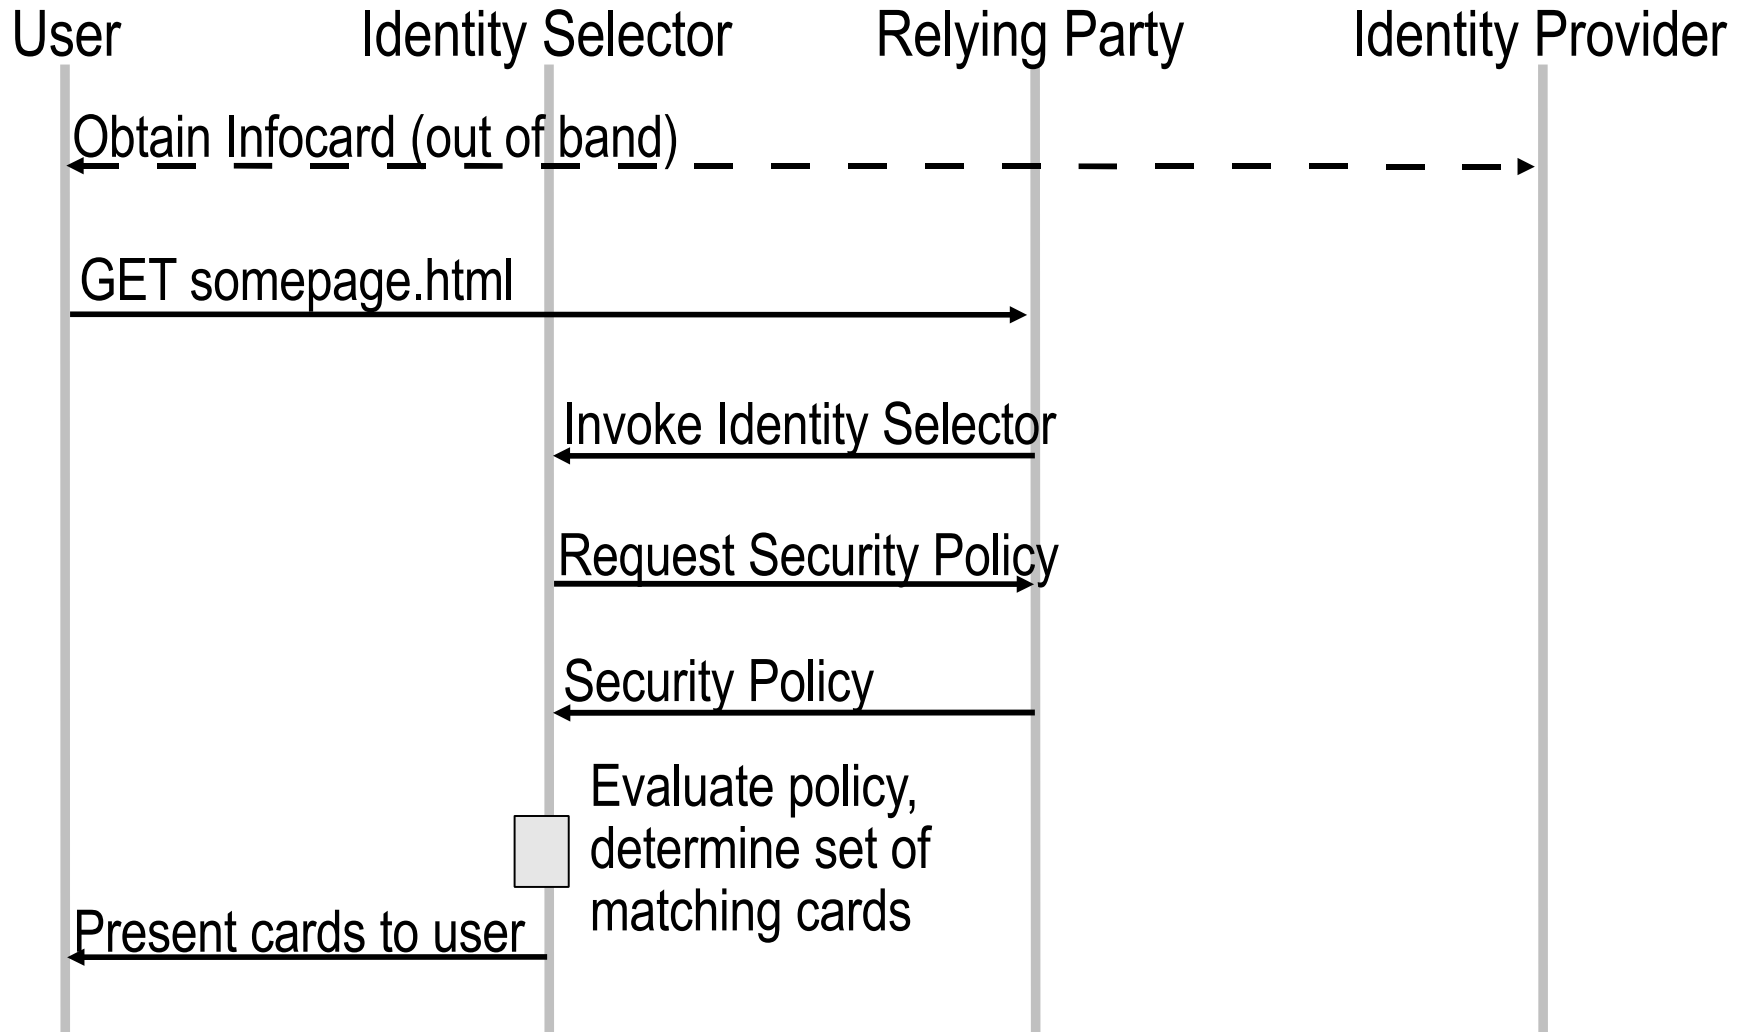 User
Identity Selector
Relying Party
Identity Provider
Obtain Infocard (out of band)
GET somepage.html
Invoke Identity Selector
Request Security Policy
Security Policy
Evaluate policy,
determine set of
matching cards
Present cards to user